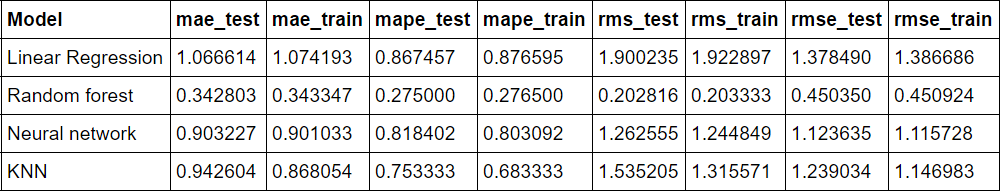 Model mae_test mae_train mape_test mape_train rms_test rms_train rmse_test rmse_train
Linear Regression 1.066614 1.074193 0.867457 0.876595 1.900235 1.922897 1.378490 1.386686
Random forest 0.342803 0.343347 0.275000 0.276500 0.202816 0.203333 0.450350 0.450924
Neural network 0.903227 0.901033 0.818402 0.803092 1.262555 1.244849 1.123635 1.115728
KNN 0.942604 0.868054 0.753333 0.683333 1.535205 1.315571 1.239034 1.146983